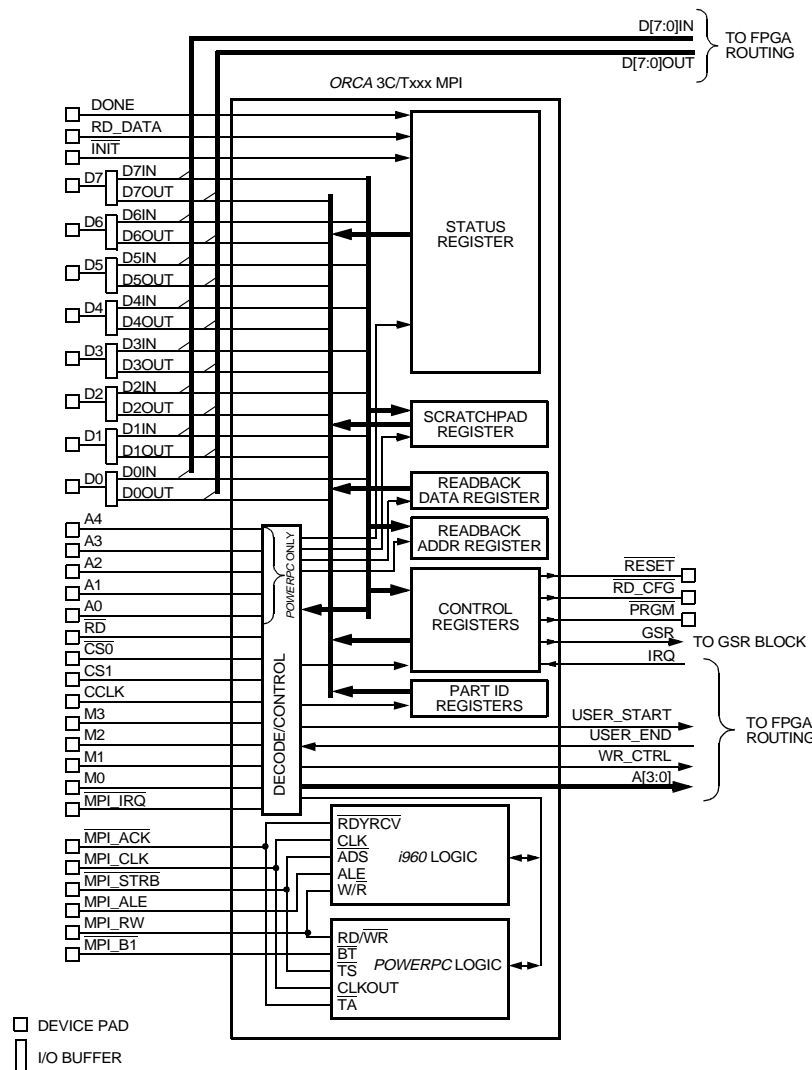 D[7:0]IN
D[7:0]OUT
TO FPGA
ROUTING
ORCA 3C/Txxx MPI
DONE
RD_DATA
INIT
D7
D7IN
D7OUT
D6
D6IN
D6OUT
D5
D5IN
D5OUT
D4
D4IN
D4OUT
D3
D3IN
D3OUT
D2
D2IN
D2OUT
D1
D1IN
D1OUT
D0
D0IN
D0OUT
STATUS
REGISTER
SCRATCHPAD
REGISTER
READBACK
DATA REGISTER
READBACK
ADDR REGISTER
CONTROL
REGISTERS
PART ID
REGISTERS
A4
A3
A2
A1
A0
RD
CS0
CS1
CCLK
M3
M2
M1
M0
MPI_IRQ
POWERPC ONLY
DECODE/CONTROL
RESET
RD_CFG
PRGM
GSR
TO GSR BLOCK
IRQ
USER_START
USER_END
WR_CTRL
A[3:0]
TO FPGA
ROUTING
MPI_ACK
MPI_CLK
MPI_STRB
MPI_ALE
MPI_RW
MPI_B1
RDYRCV
CLK
ADS
ALE
W/R
i960 LOGIC
RD/WR
BT
TS
CLKOUT
TA
POWERPC LOGIC
DEVICE PAD
I/O BUFFER